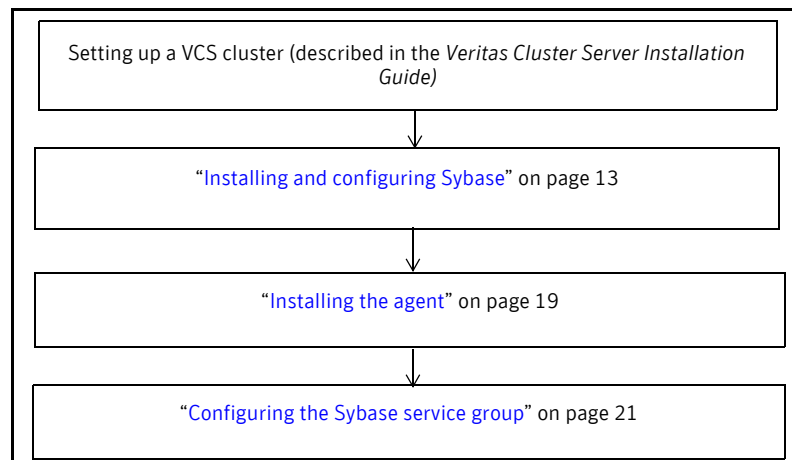 Setting up a VCS cluster (described in the Veritas Cluster Server Installation
Guide)
“Installing and configuring Sybase” on page 13
“Installing the agent” on page 19
“Configuring the Sybase service group” on page 21